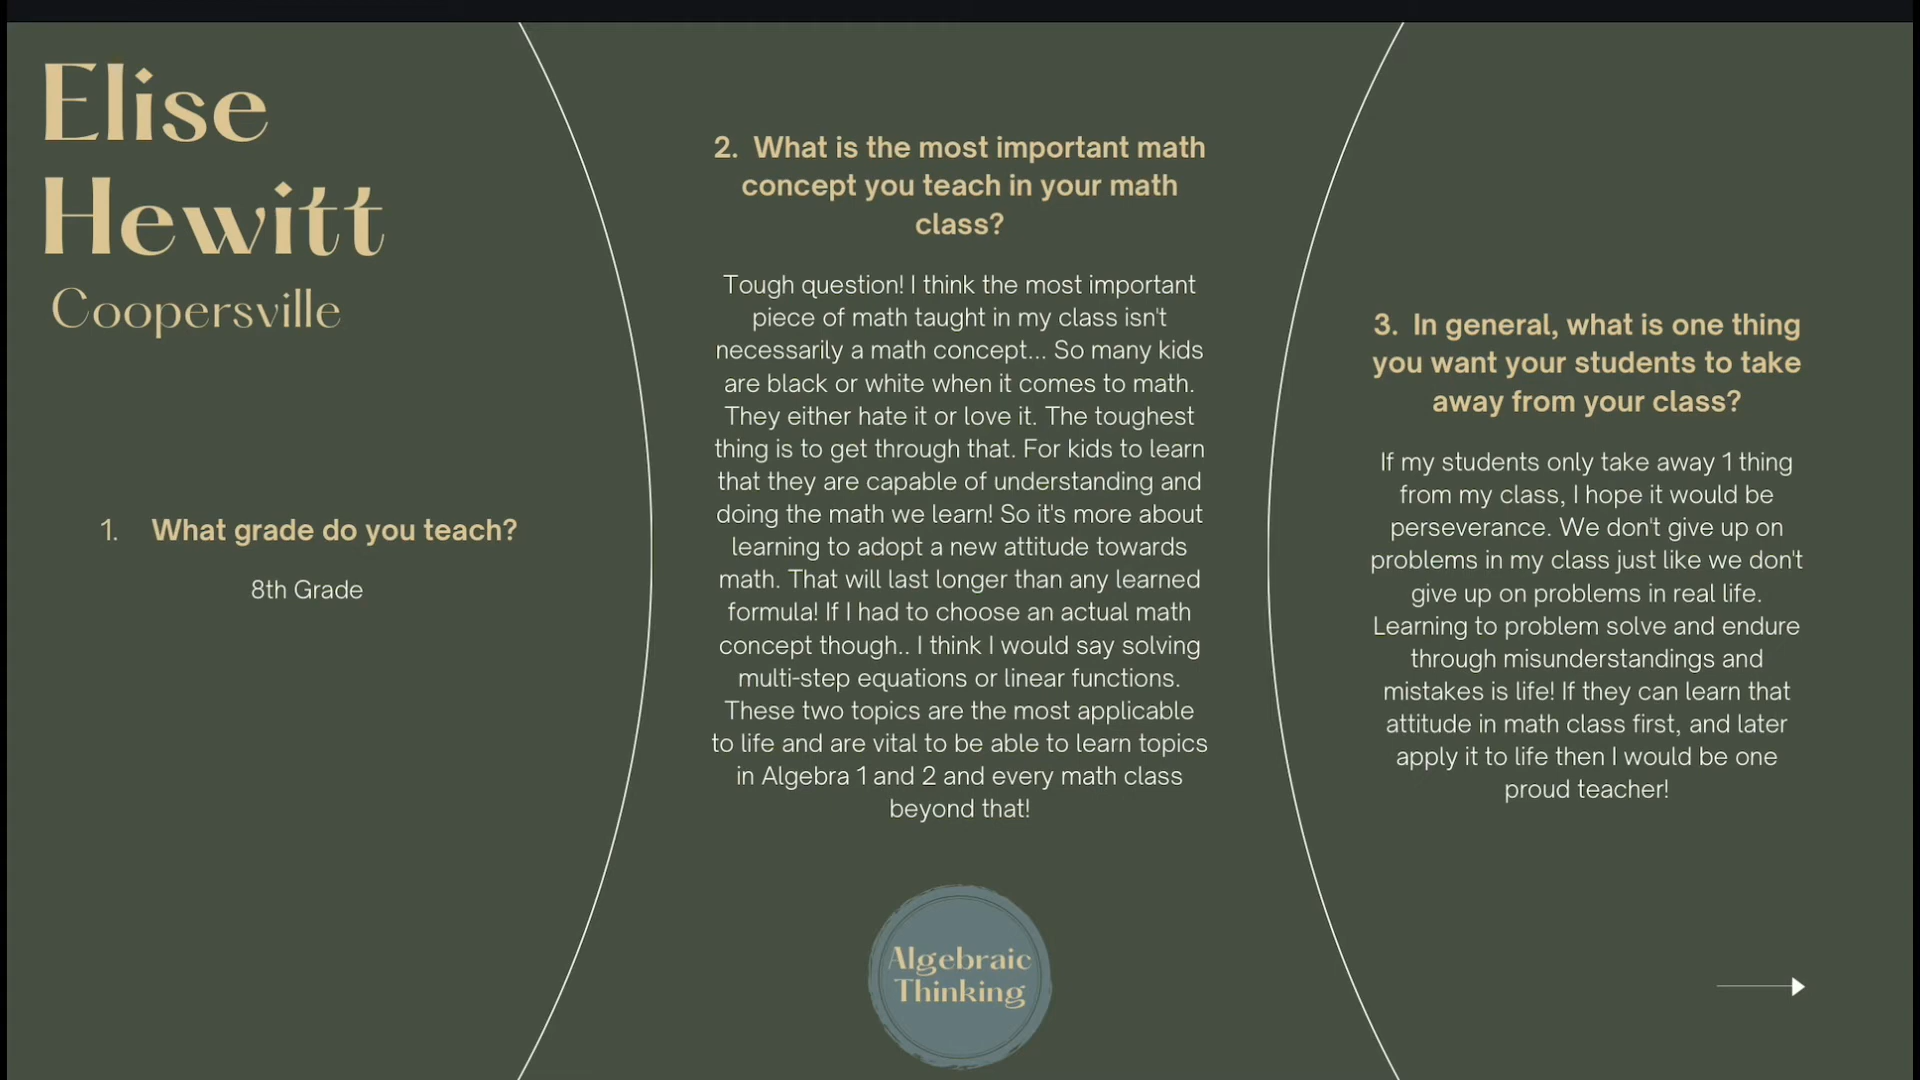 Elise
Hewitt
Coopersville
1. What grade do you teach?
8th Grade
2. What is the most important math
concept you teach in your math
class?
Tough question! I think the most important
piece of math taught in my class isn't
necessarily a math concept... So many kids
are black or white when it comes to math.
They either hate it or love it. The toughest
thing is to get through that. For kids to learn
that they are capable of understanding and
doing the math we learn! So it's more about
learning to adopt a new attitude towards
math. That will last longer than any learned
formula! If I had to choose an actual math
concept though.. I think I would say solving
multi-step equations or linear functions.
These two topics are the most applicable
to life and are vital to be able to learn topics
in Algebra 1 and 2 and every math class
beyond that!
Algebraic
Thinking
3. In general, what is one thing
you want your students to take
away from your class?
If my students only take away 1 thing
from my class, I hope it would be
perseverance. We don't give up on
problems in my class just like we don't
give up on problems in real life.
Learning to problem solve and endure
through misunderstandings and
mistakes is life! If they can learn that
attitude in math class first, and later
apply it to life then I would be one
proud teacher!